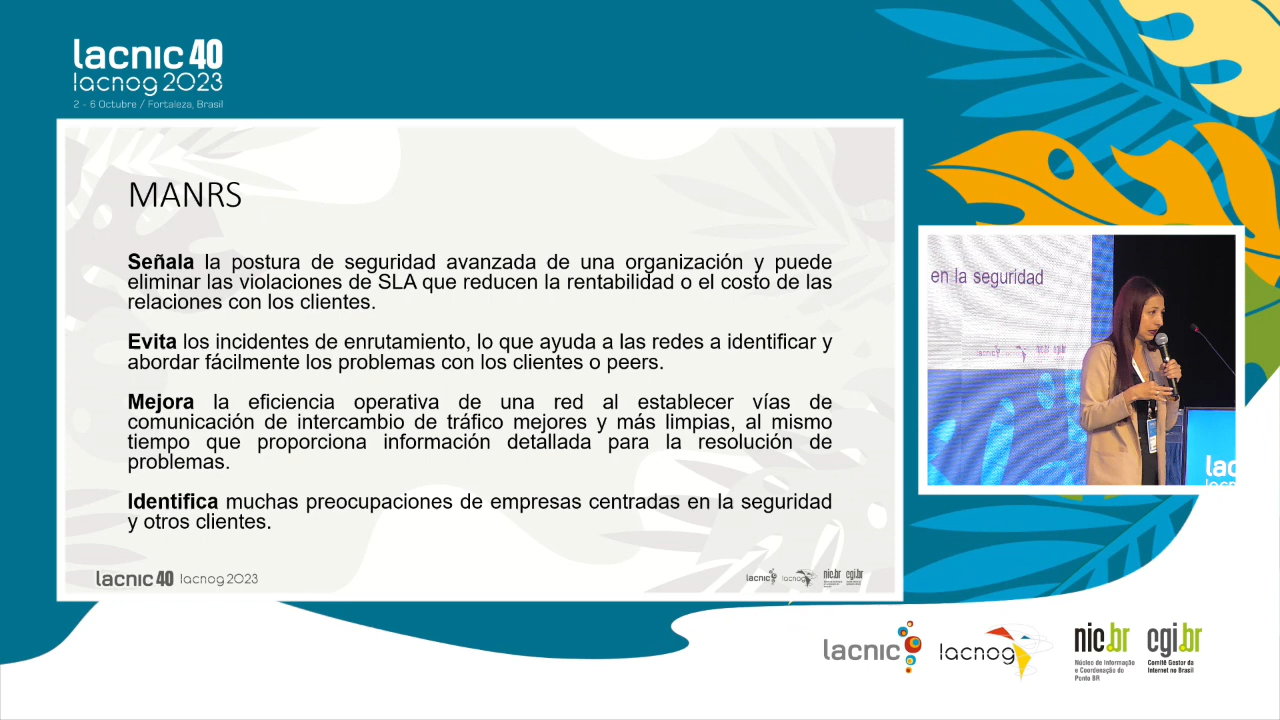 lacnic 40
lacnog 2023
2 - 6 Octubre / Fortaleza, Brasil
MANRS
Señala la postura de seguridad avanzada de una organización y puede
eliminar las violaciones de SLA que reducen la rentabilidad o el costo de las
relaciones con los clientes.
Evita los incidentes de enrutamiento, lo que ayuda a las redes a identificar y
abordar fácilmente los problemas con los clientes o peers.
Mejora la eficiencia operativa de una red al establecer vías de
comunicación de intercambio de tráfico mejores y más limpias, al mismo
tiempo que proporciona información detallada para la resolución de
problemas.
Identifica muchas preocupaciones de empresas centradas en la seguridad
y otros clientes.
lacnic 40 lacnog 2023
lacnic lacnog nic.br cgi.br
en la seguridad
lacnic lacnog nic.br cgi.br
Núcleo de Informação
e Coordenação do
Ponto BR
Comitê Gestor da
Internet no Brasil